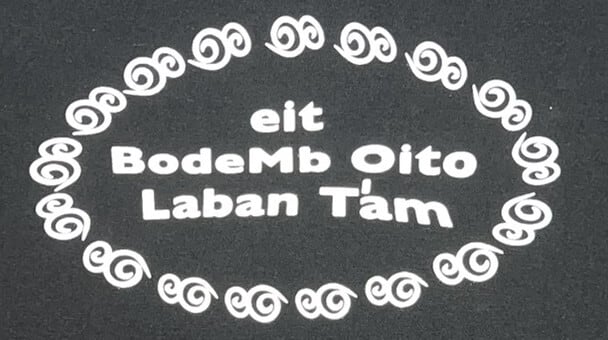 eit
BodeMb Oito
Laban T'am